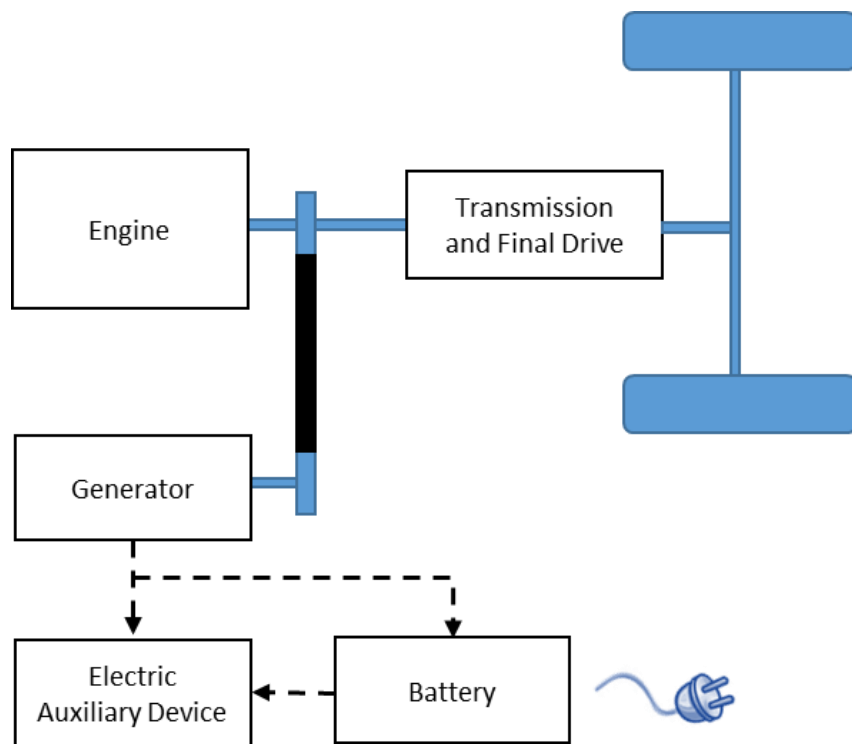 Engine
Transmission
and Final Drive
Generator
Electric
Auxiliary Device
Battery